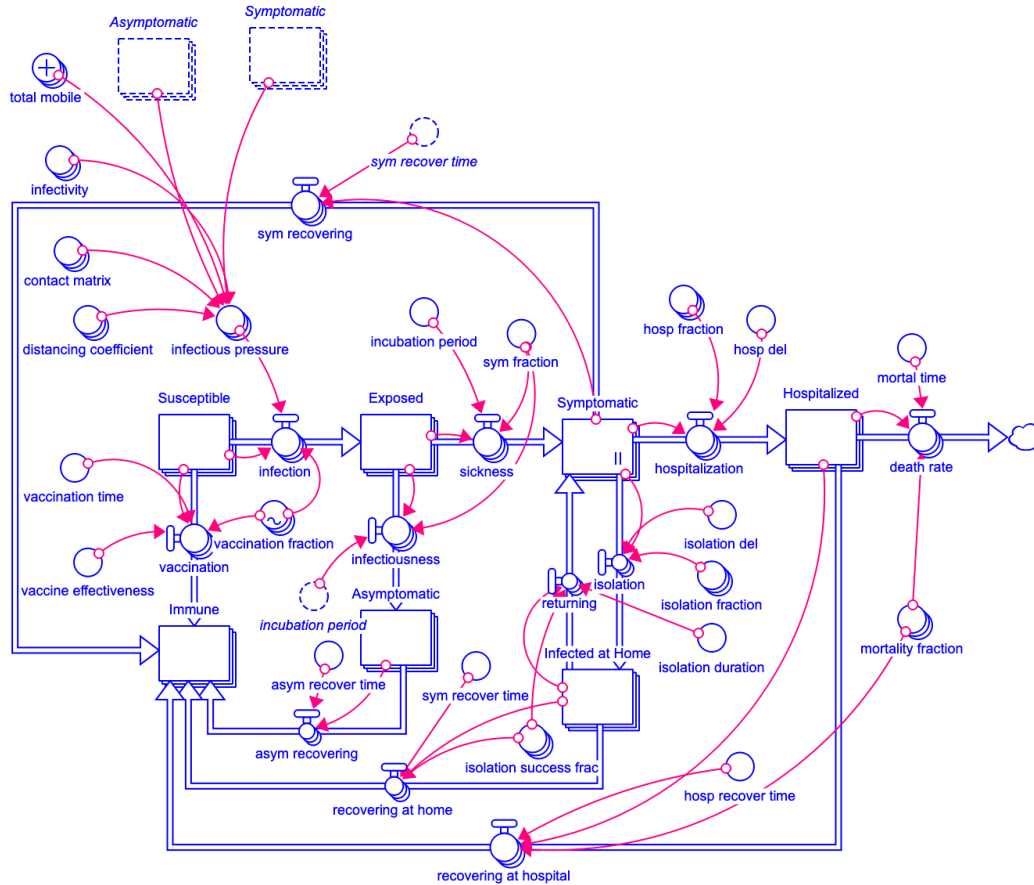 Asymptomatic
Symptomatic
total mobile
sym recover time
infectivity
sym recovering
contact matrix
distancing coefficient
infectious pressure
incubation period
sym fraction
hosp fraction
hosp del
mortal time
Susceptible
Exposed
Symptomatic
Hospitalized
infection
sickness
hospitalization
death rate
vaccination time
vaccination fraction
vaccination
infectiousness
isolation del
vaccine effectiveness
isolation
isolation fraction
returning
Immune
incubation period
Asymptomatic
Infected at Home
isolation duration
mortality fraction
asym recover time
sym recover time
asym recovering
isolation success frac
recovering at home
hosp recover time
recovering at hospital